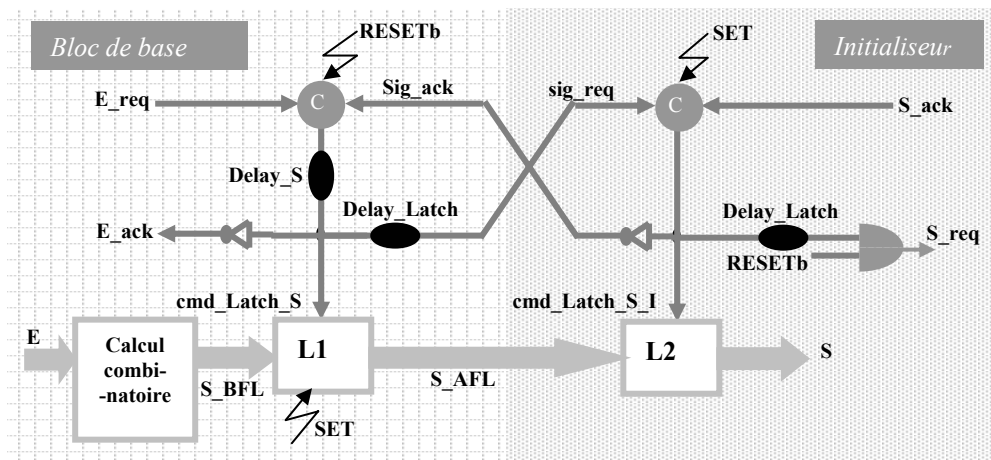 Bloc de base
RESETb
SET
Initialiseur
E_req
C
Sig_ack
sig_req
C
S_ack
Delay_S
E_ack
Delay_Latch
Delay_Latch
S_req
RESETb
cmd_Latch_S
cmd_Latch_S_I
E
Calcul
combi-
-natoire
S_BFL
L1
S_AFL
L2
S
SET